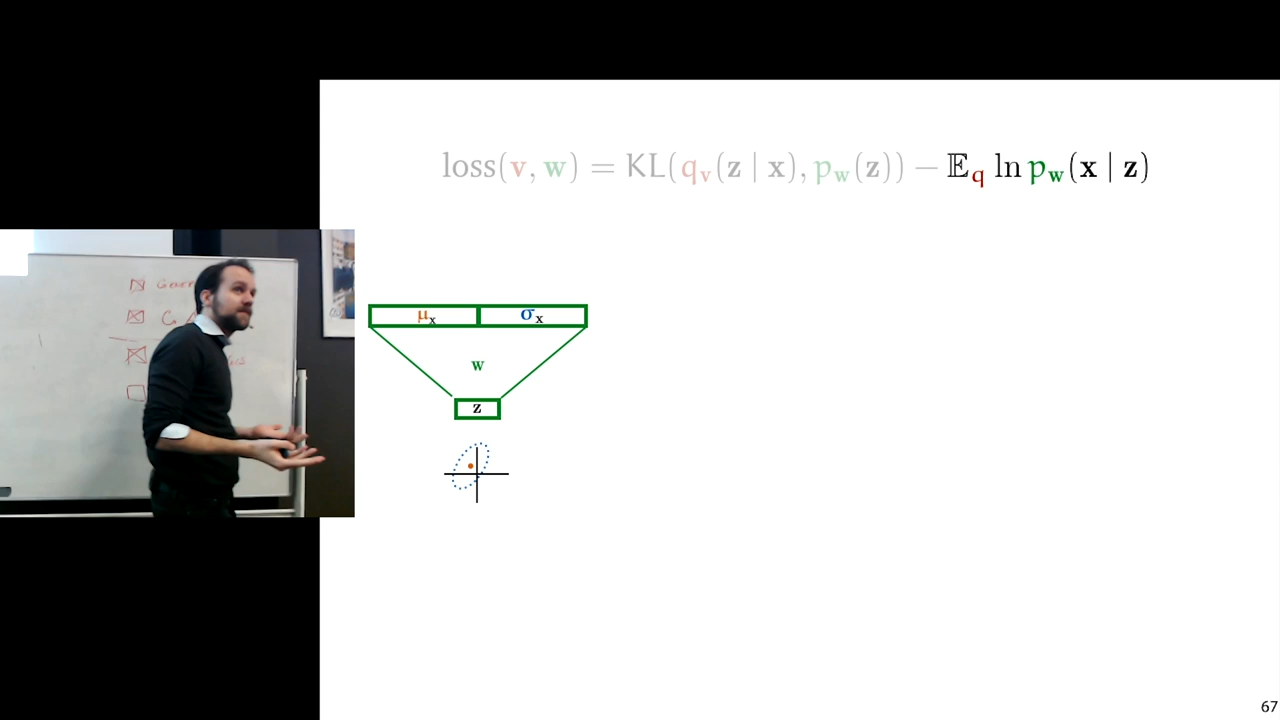 loss(v, w) = KL(q_v(z | x), p_w(z)) − 𝔼_q ln p_w(x | z)
μ_x σ_x
w
z
67